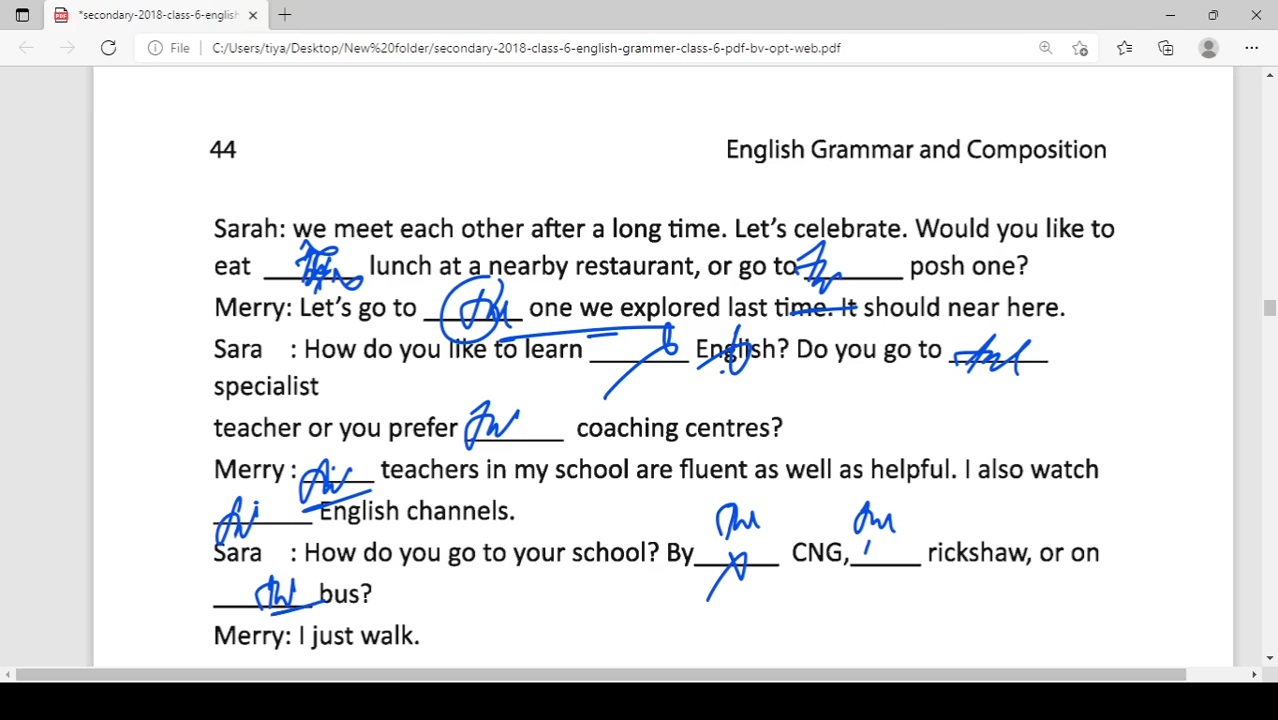 *secondary-2018-class-6-english
File C:/Users/tiya/Desktop/New%20folder/secondary-2018-class-6-english-grammer-class-6-pdf-bv-opt-web.pdf
44 English Grammar and Composition
Sarah: we meet each other after a long time. Let's celebrate. Would you like to
eat ________ lunch at a nearby restaurant, or go to ________ posh one?
Merry: Let's go to ________ one we explored last time. It should near here.
Sara : How do you like to learn ________ English? Do you go to ________
specialist
teacher or you prefer ________ coaching centres?
Merry : ________ teachers in my school are fluent as well as helpful. I also watch
________ English channels.
Sara : How do you go to your school? By ________ CNG, ________ rickshaw, or on
________ bus?
Merry: I just walk.